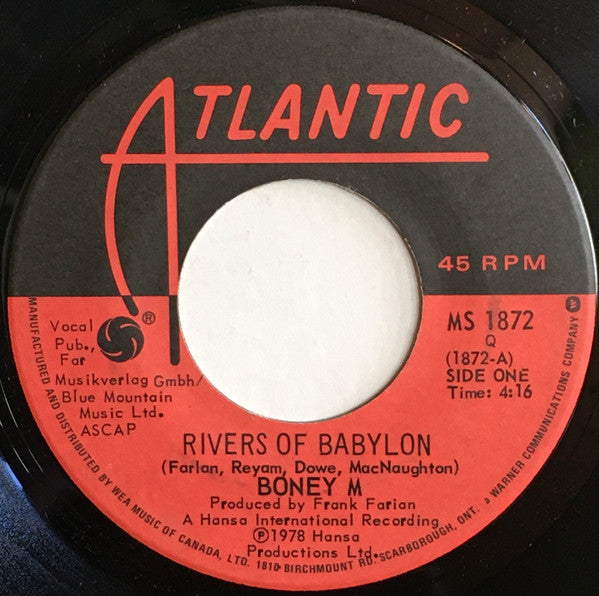 ATLANTIC
45 RPM
®
Vocal
Pub.,
Far
Musikverlag Gmbh/
Blue Mountain
Music Ltd.
ASCAP
MS 1872
Q
(1872-A)
SIDE ONE
Time: 4:16
RIVERS OF BABYLON
(Farlan, Reyam, Dowe, MacNaughton)
BONEY M
Produced by Frank Farian
A Hansa International Recording
℗1978 Hansa
Productions Ltd.
MANUFACTURED AND DISTRIBUTED BY WEA MUSIC OF CANADA, LTD. 1810 BIRCHMOUNT RD. SCARBOROUGH, ONT. a WARNER COMMUNICATIONS COMPANY